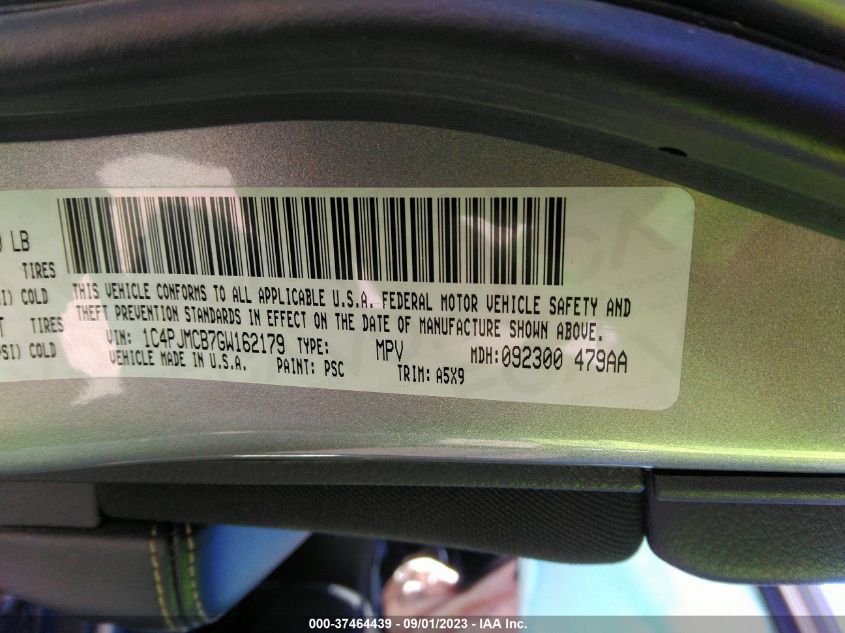 LB
TIRES
COLD
TIRES
COLD
THIS VEHICLE CONFORMS TO ALL APPLICABLE U.S.A. FEDERAL MOTOR VEHICLE SAFETY AND
THEFT PREVENTION STANDARDS IN EFFECT ON THE DATE OF MANUFACTURE SHOWN ABOVE.
VIN: 1C4PJMCB7GW162179 TYPE: MPV MDH:092300 479AA
VEHICLE MADE IN U.S.A. PAINT: PSC TRIM: A5X9
000-37464439 - 09/01/2023 - IAA Inc.